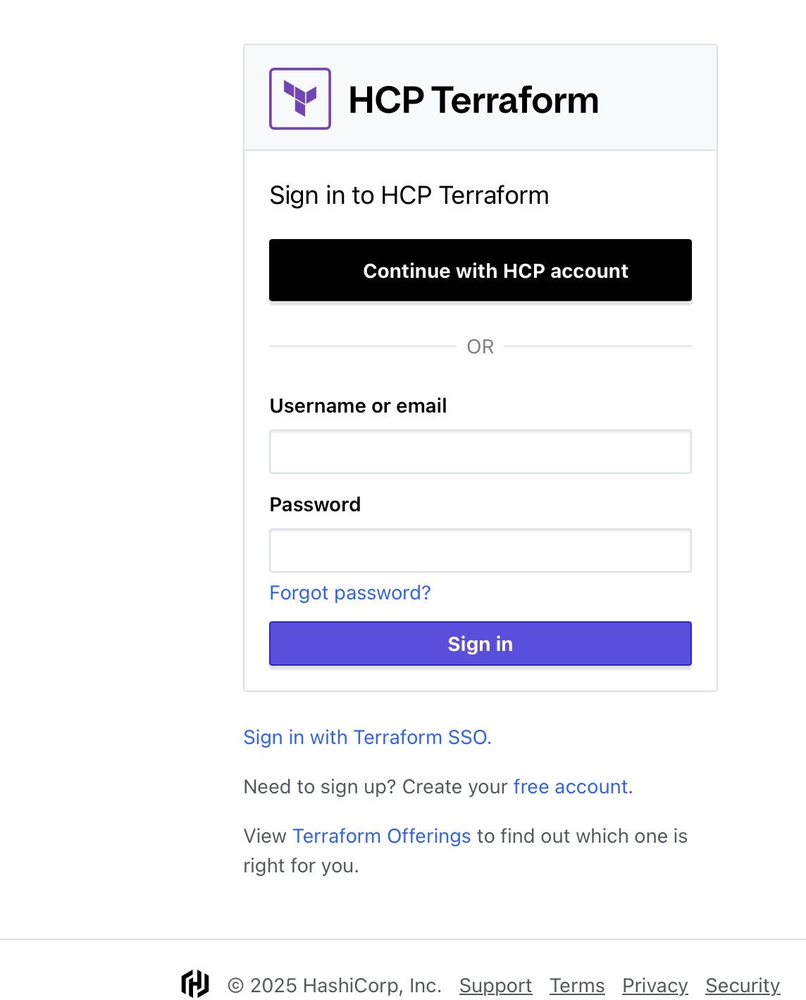 HCP Terraform
Sign in to HCP Terraform
Continue with HCP account
OR
Username or email
Password
Forgot password?
Sign in
Sign in with Terraform SSO.
Need to sign up? Create your free account.
View Terraform Offerings to find out which one is
right for you.
© 2025 HashiCorp, Inc. Support Terms Privacy Security